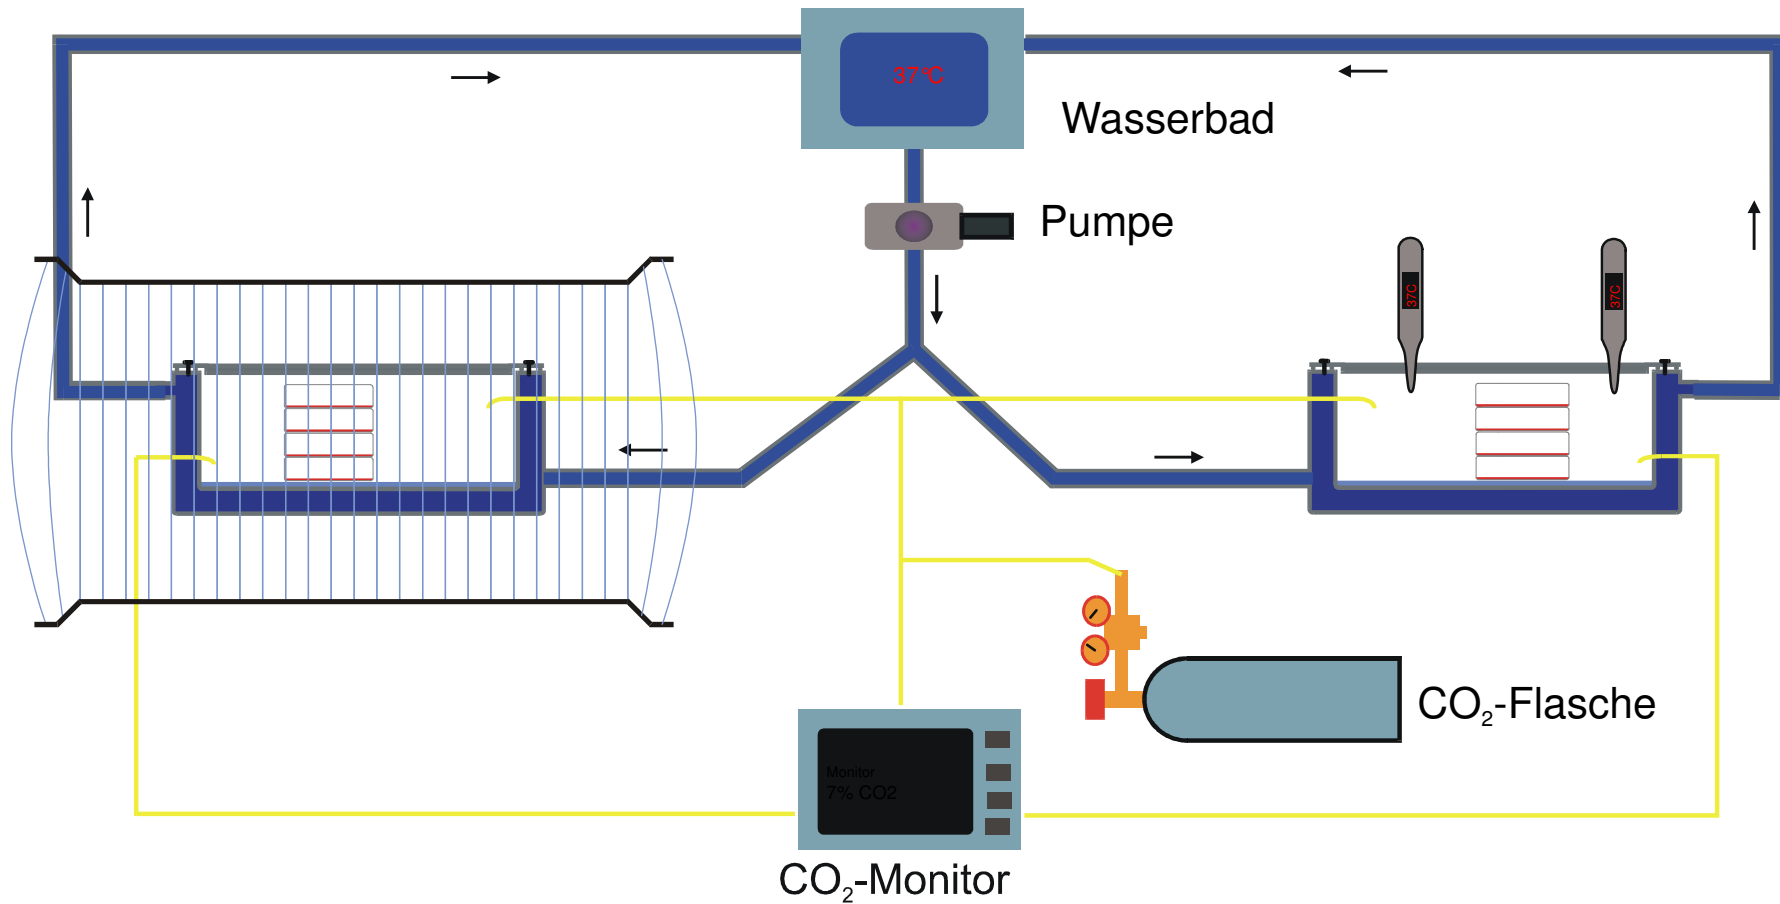 37°C
Wasserbad
Pumpe
37C
37C
CO₂-Flasche
Monitor
7% CO2
CO₂-Monitor